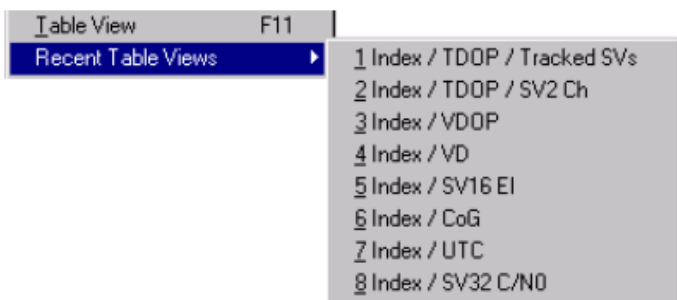 Table View F11
Recent Table Views
1 Index / TDOP / Tracked SVs
2 Index / TDOP / SV2 Ch
3 Index / VDOP
4 Index / VD
5 Index / SV16 El
6 Index / CoG
7 Index / UTC
8 Index / SV32 C/N0